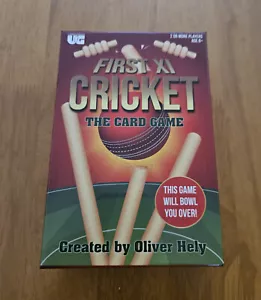 UG
2 OR MORE PLAYERS
AGE 8+
FIRST XI
CRICKET
THE CARD GAME
THIS GAME
WILL BOWL
YOU OVER!
Created by Oliver Hely